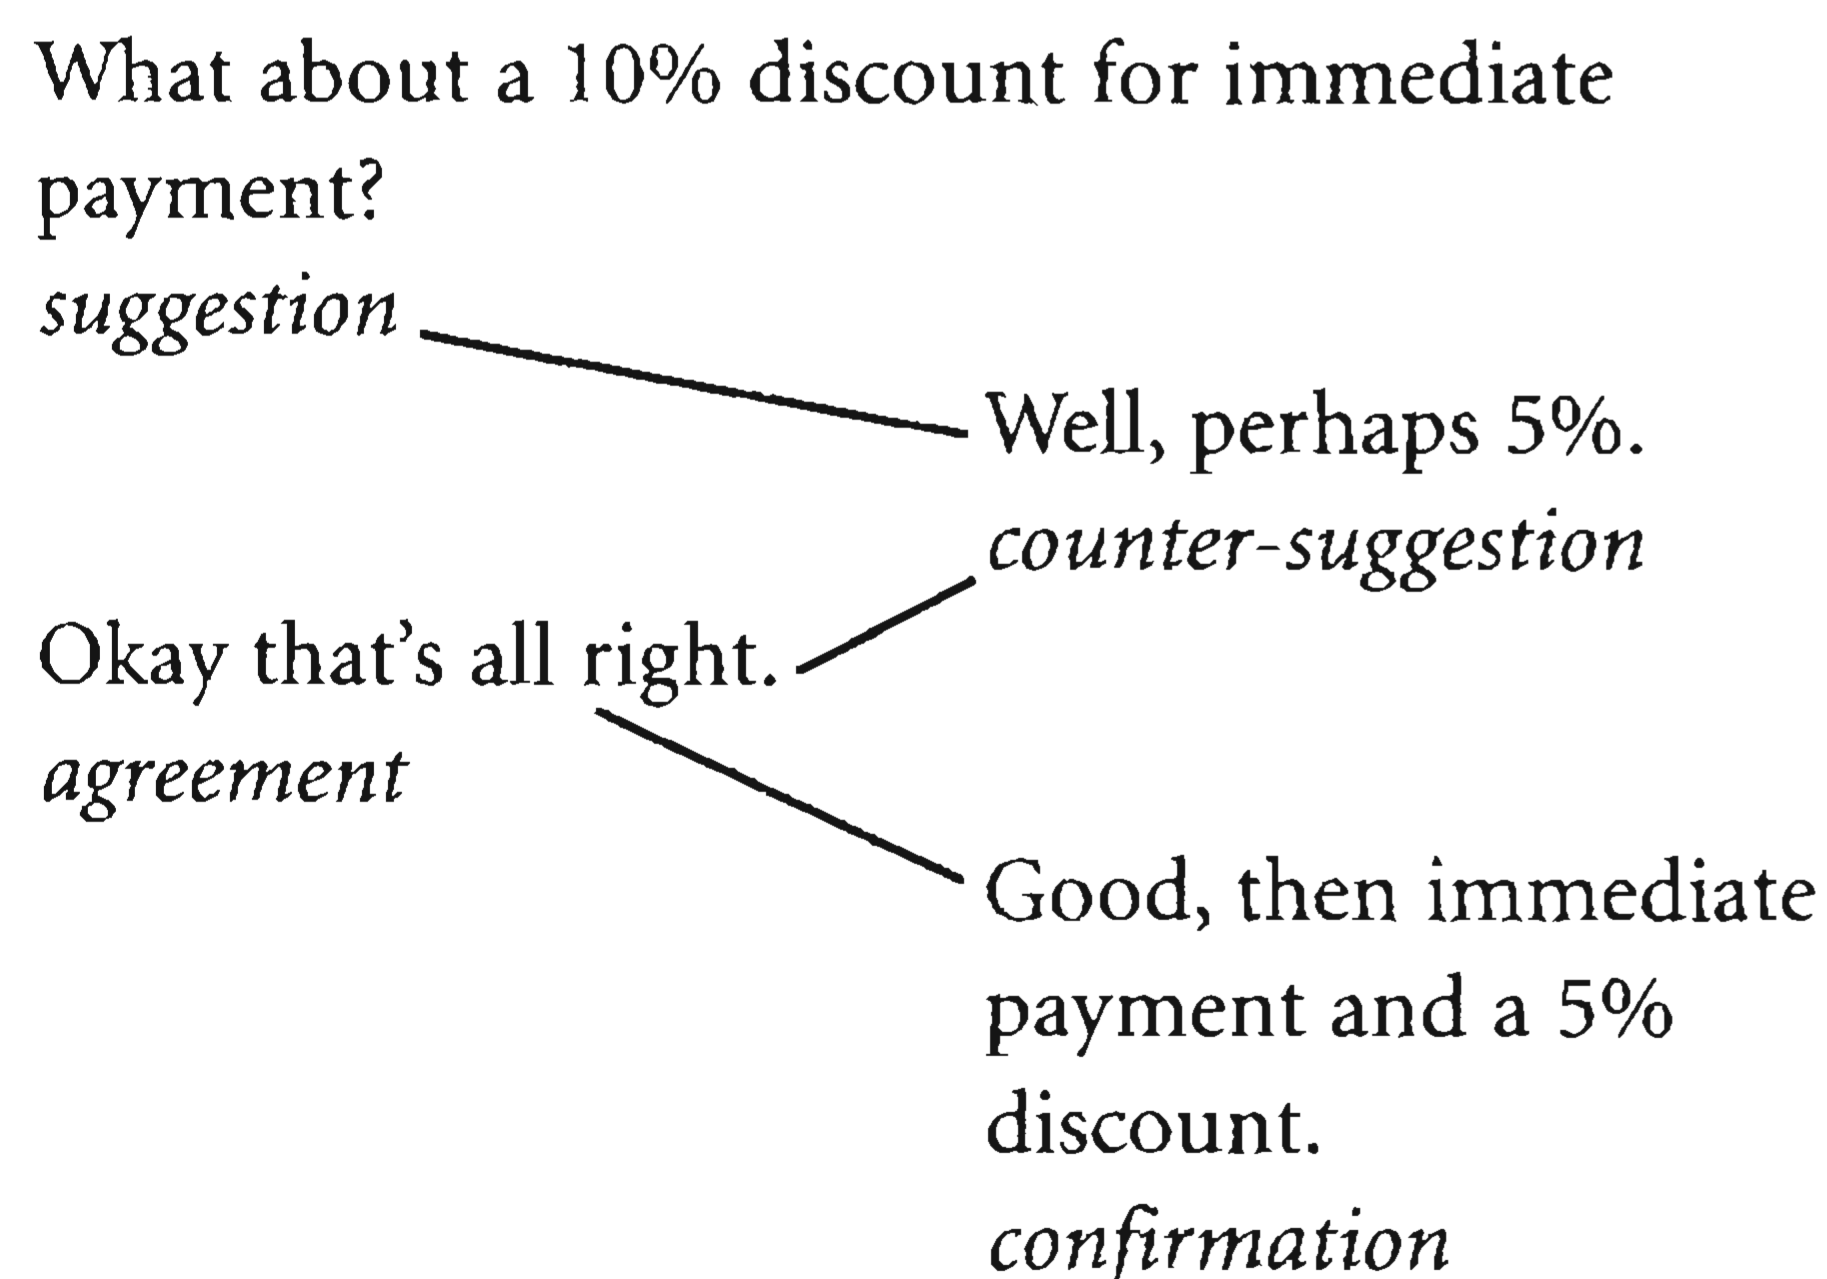 What about a 10% discount for immediate
payment?
suggestion
Well, perhaps 5%.
counter-suggestion
Okay that's all right.
agreement
Good, then immediate
payment and a 5%
discount.
confirmation